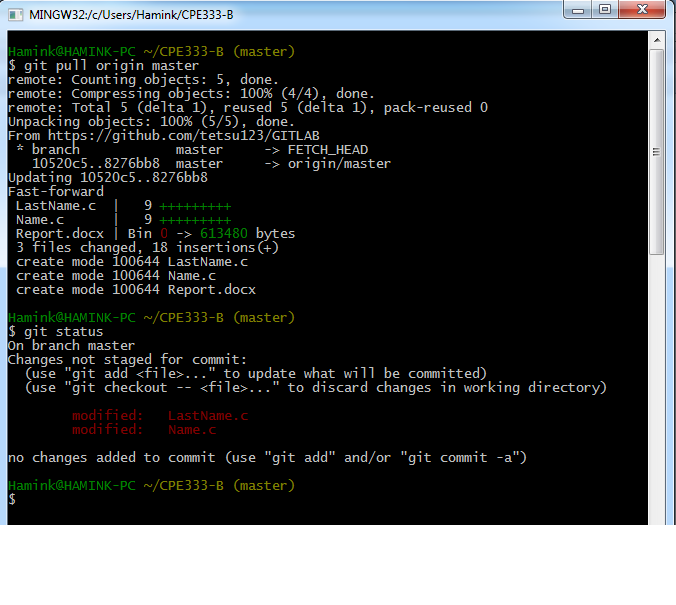 MINGW32:/c/Users/Hamink/CPE333-B
Hamink@HAMINK-PC ~/CPE333-B (master)
$ git pull origin master
remote: Counting objects: 5, done.
remote: Compressing objects: 100% (4/4), done.
remote: Total 5 (delta 1), reused 5 (delta 1), pack-reused 0
Unpacking objects: 100% (5/5), done.
From https://github.com/tetsu123/GITLAB
 * branch            master     -> FETCH_HEAD
   10520c5..8276bb8  master     -> origin/master
Updating 10520c5..8276bb8
Fast-forward
 LastName.c  |   9 +++++++++
 Name.c      |   9 +++++++++
 Report.docx | Bin 0 -> 613480 bytes
 3 files changed, 18 insertions(+)
 create mode 100644 LastName.c
 create mode 100644 Name.c
 create mode 100644 Report.docx
Hamink@HAMINK-PC ~/CPE333-B (master)
$ git status
On branch master
Changes not staged for commit:
  (use "git add <file>..." to update what will be committed)
  (use "git checkout -- <file>..." to discard changes in working directory)
        modified:   LastName.c
        modified:   Name.c
no changes added to commit (use "git add" and/or "git commit -a")
Hamink@HAMINK-PC ~/CPE333-B (master)
$